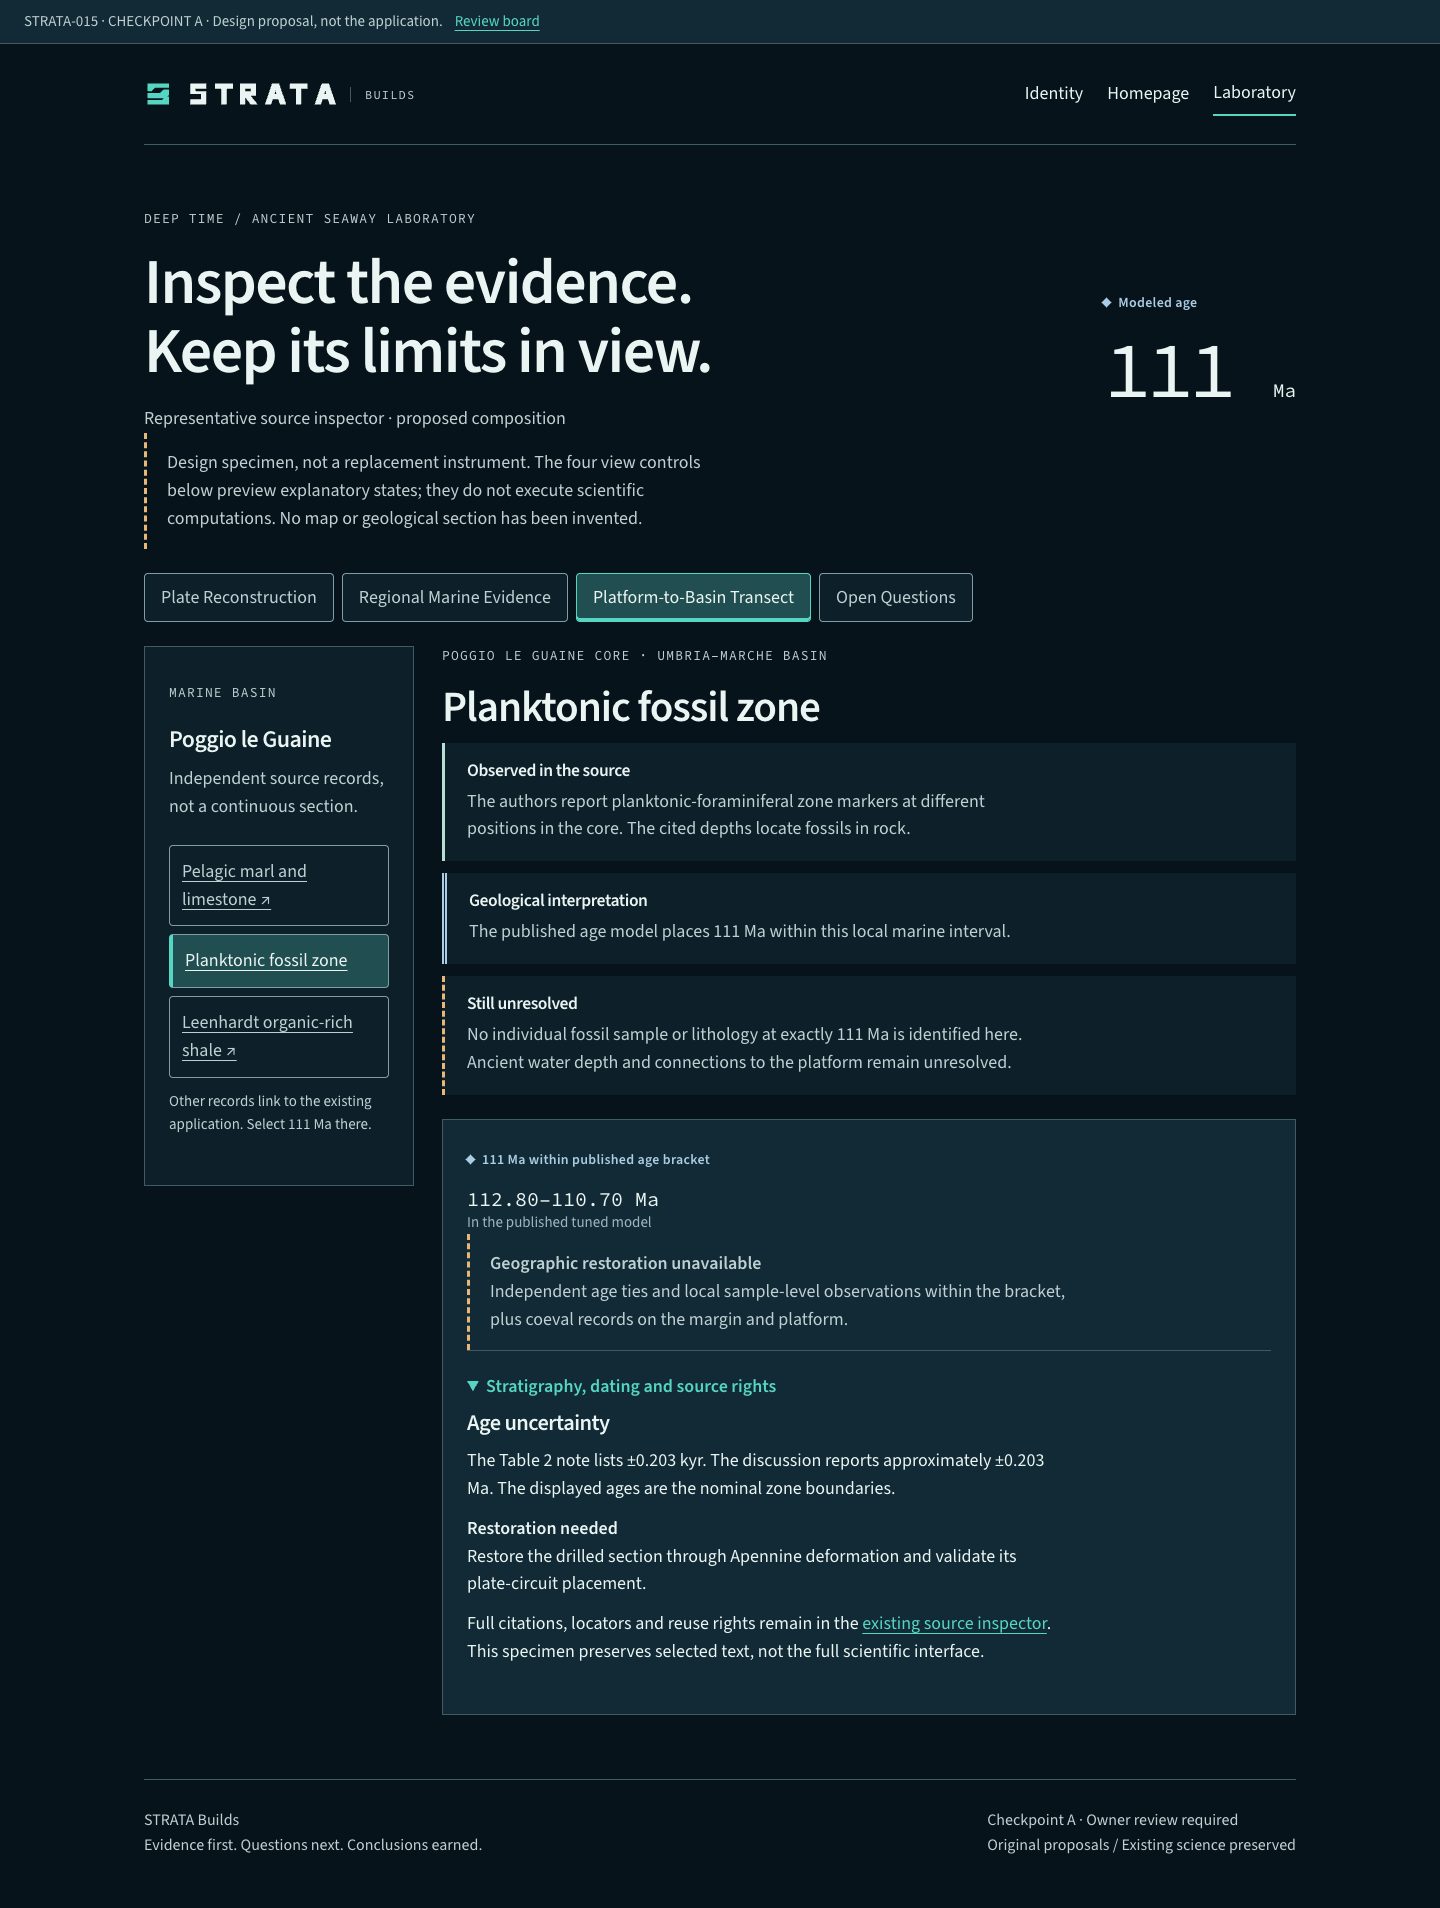 STRATA-015 · CHECKPOINT A · Design proposal, not the application. Review board
STRATA BUILDS
Identity Homepage Laboratory
DEEP TIME / ANCIENT SEAWAY LABORATORY
Inspect the evidence.
Keep its limits in view.
◆ Modeled age
111 Ma
Representative source inspector · proposed composition
Design specimen, not a replacement instrument. The four view controls
below preview explanatory states; they do not execute scientific
computations. No map or geological section has been invented.
Plate Reconstruction Regional Marine Evidence Platform-to-Basin Transect Open Questions
MARINE BASIN
Poggio le Guaine
Independent source records,
not a continuous section.
Pelagic marl and
limestone ↗
Planktonic fossil zone
Leenhardt organic-rich
shale ↗
Other records link to the existing
application. Select 111 Ma there.
POGGIO LE GUAINE CORE · UMBRIA–MARCHE BASIN
Planktonic fossil zone
Observed in the source
The authors report planktonic-foraminiferal zone markers at different
positions in the core. The cited depths locate fossils in rock.
Geological interpretation
The published age model places 111 Ma within this local marine interval.
Still unresolved
No individual fossil sample or lithology at exactly 111 Ma is identified here.
Ancient water depth and connections to the platform remain unresolved.
◆ 111 Ma within published age bracket
112.80–110.70 Ma
In the published tuned model
Geographic restoration unavailable
Independent age ties and local sample-level observations within the bracket,
plus coeval records on the margin and platform.
▼ Stratigraphy, dating and source rights
Age uncertainty
The Table 2 note lists ±0.203 kyr. The discussion reports approximately ±0.203
Ma. The displayed ages are the nominal zone boundaries.
Restoration needed
Restore the drilled section through Apennine deformation and validate its
plate-circuit placement.
Full citations, locators and reuse rights remain in the existing source inspector.
This specimen preserves selected text, not the full scientific interface.
STRATA Builds
Evidence first. Questions next. Conclusions earned.
Checkpoint A · Owner review required
Original proposals / Existing science preserved